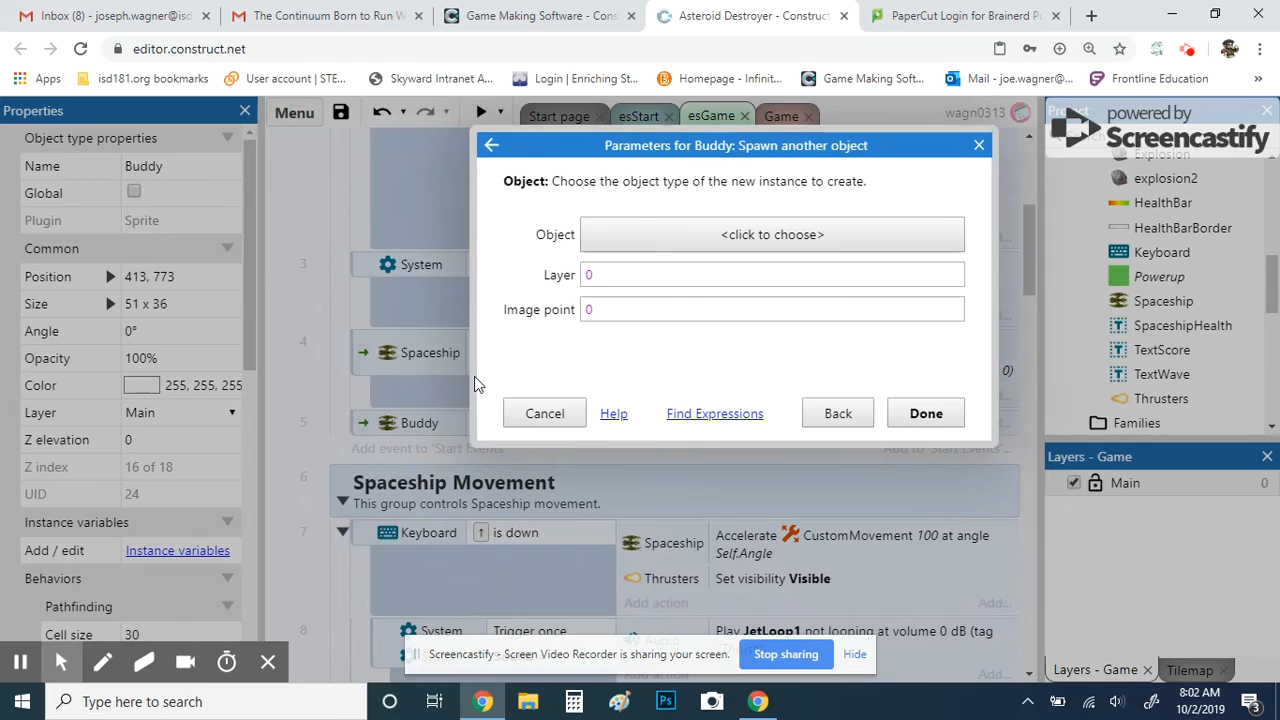 Inbox (9) - joseph.wagner@is
The Continuum Born to Run W
Game Making Software - Cons
Asteroid Destroyer - Construct
PaperCut Login for Brainerd Pu
editor.construct.net
Apps
isd181.org bookmarks
User account | STE...
Skyward Intranet A...
Login | Enriching St...
Homepage - Infinit...
Game Making Soft...
Mail - joe.wagner@...
Frontline Education
»
Properties
Menu
Start page
esStart
esGame
Game
wagn0313
powered by
Screencastify
Object type properties
Name Buddy
Global
Plugin Sprite
Common
Position 413, 773
Size 51 x 36
Angle 0°
Opacity 100%
Color 255, 255, 255
Layer Main
Z elevation 0
Z index 16 of 18
UID 24
Instance variables
Add / edit Instance variables
Behaviors
Pathfinding
Cell size 30
Parameters for Buddy: Spawn another object
Object: Choose the object type of the new instance to create.
Object <click to choose>
Layer 0
Image point 0
Cancel
Help
Find Expressions
Back
Done
3 System
4 Spaceship
0)
5 Buddy
Add event to 'Start Events'
Add to 'Start Events'
6 Spaceship Movement
This group controls Spaceship movement.
7 Keyboard ↑ is down
Spaceship Accelerate CustomMovement 100 at angle
Self.Angle
Thrusters Set visibility Visible
Add action
Add...
8 System Trigger once
Play JetLoop1 not looping at volume 0 dB (tag
Add action
Add...
Explosion
explosion2
HealthBar
HealthBarBorder
Keyboard
Powerup
Spaceship
SpaceshipHealth
TextScore
TextWave
Thrusters
Families
Layers - Game
Main 0
Layers - Game
Tilemap
Screencastify - Screen Video Recorder is sharing your screen.
Stop sharing
Hide
Type here to search
8:02 AM
10/2/2019
3